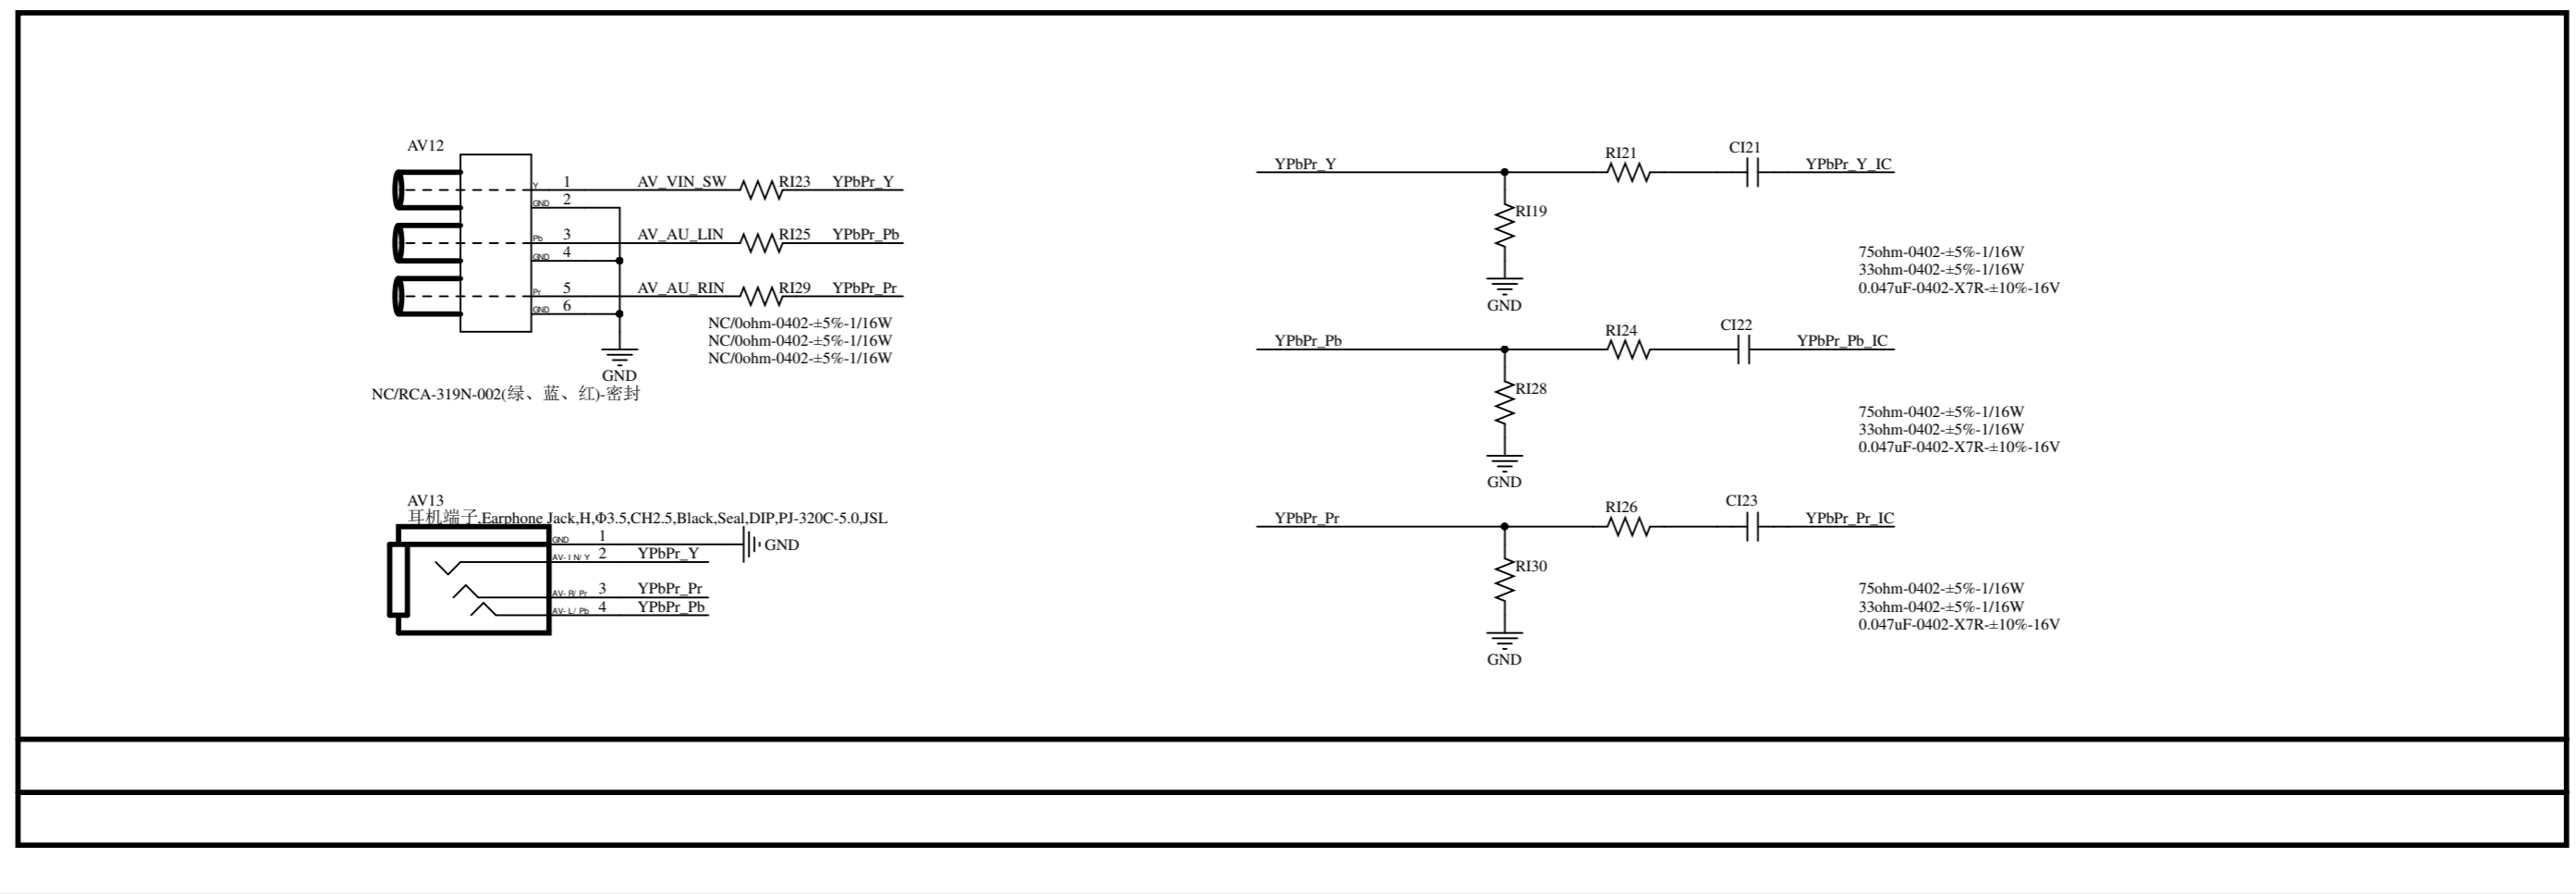 AV12
Y 1 AV_VIN_SW RI23 YPbPr_Y
GND 2
Pb 3 AV_AU_LIN RI25 YPbPr_Pb
GND 4
Pr 5 AV_AU_RIN RI29 YPbPr_Pr
GND 6
NC/0ohm-0402-±5%-1/16W
NC/0ohm-0402-±5%-1/16W
NC/0ohm-0402-±5%-1/16W
GND
NC/RCA-319N-002(绿、蓝、红)-密封
AV13
耳机端子,Earphone Jack,H,Φ3.5,CH2.5,Black,Seal,DIP,PJ-320C-5.0,JSL
GND 1 GND
AV-IN/Y 2 YPbPr_Y
AV-R/Pr 3 YPbPr_Pr
AV-L/Pb 4 YPbPr_Pb
YPbPr_Y RI21 CI21 YPbPr_Y_IC
RI19
GND
75ohm-0402-±5%-1/16W
33ohm-0402-±5%-1/16W
0.047uF-0402-X7R-±10%-16V
YPbPr_Pb RI24 CI22 YPbPr_Pb_IC
RI28
GND
75ohm-0402-±5%-1/16W
33ohm-0402-±5%-1/16W
0.047uF-0402-X7R-±10%-16V
YPbPr_Pr RI26 CI23 YPbPr_Pr_IC
RI30
GND
75ohm-0402-±5%-1/16W
33ohm-0402-±5%-1/16W
0.047uF-0402-X7R-±10%-16V